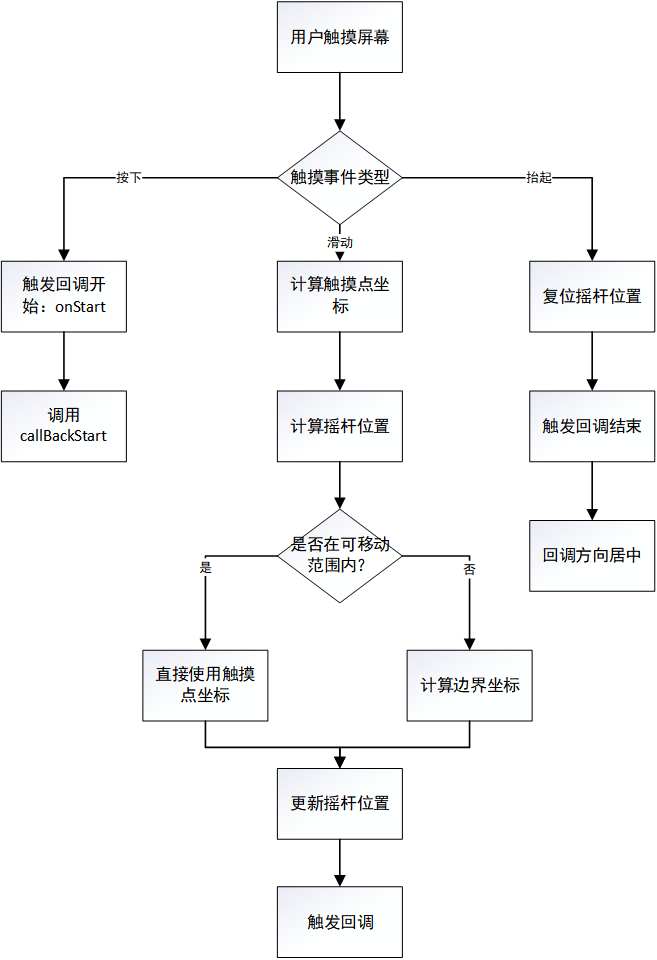 用户触摸屏幕
触摸事件类型
按下
抬起
滑动
触发回调开
始：onStart
计算触摸点坐
标
复位摇杆位置
调用
callBackStart
计算摇杆位置
触发回调结束
是否在可移动
范围内?
回调方向居中
是
否
直接使用触摸
点坐标
计算边界坐标
更新摇杆位置
触发回调